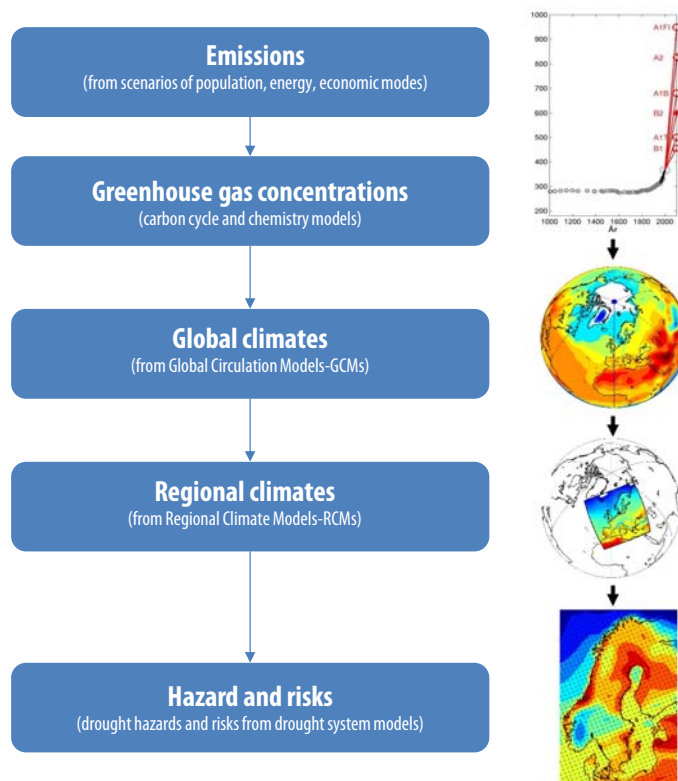 Emissions
(from scenarios of population, energy, economic modes)
Greenhouse gas concentrations
(carbon cycle and chemistry models)
Global climates
(from Global Circulation Models-GCMs)
Regional climates
(from Regional Climate Models-RCMs)
Hazard and risks
(drought hazards and risks from drought system models)
1000
900
800
700
600
500
400
300
200
A1FI
A2
A1B
B2
A1T
B1
1000 1200 1400 1600 1800 2000
År